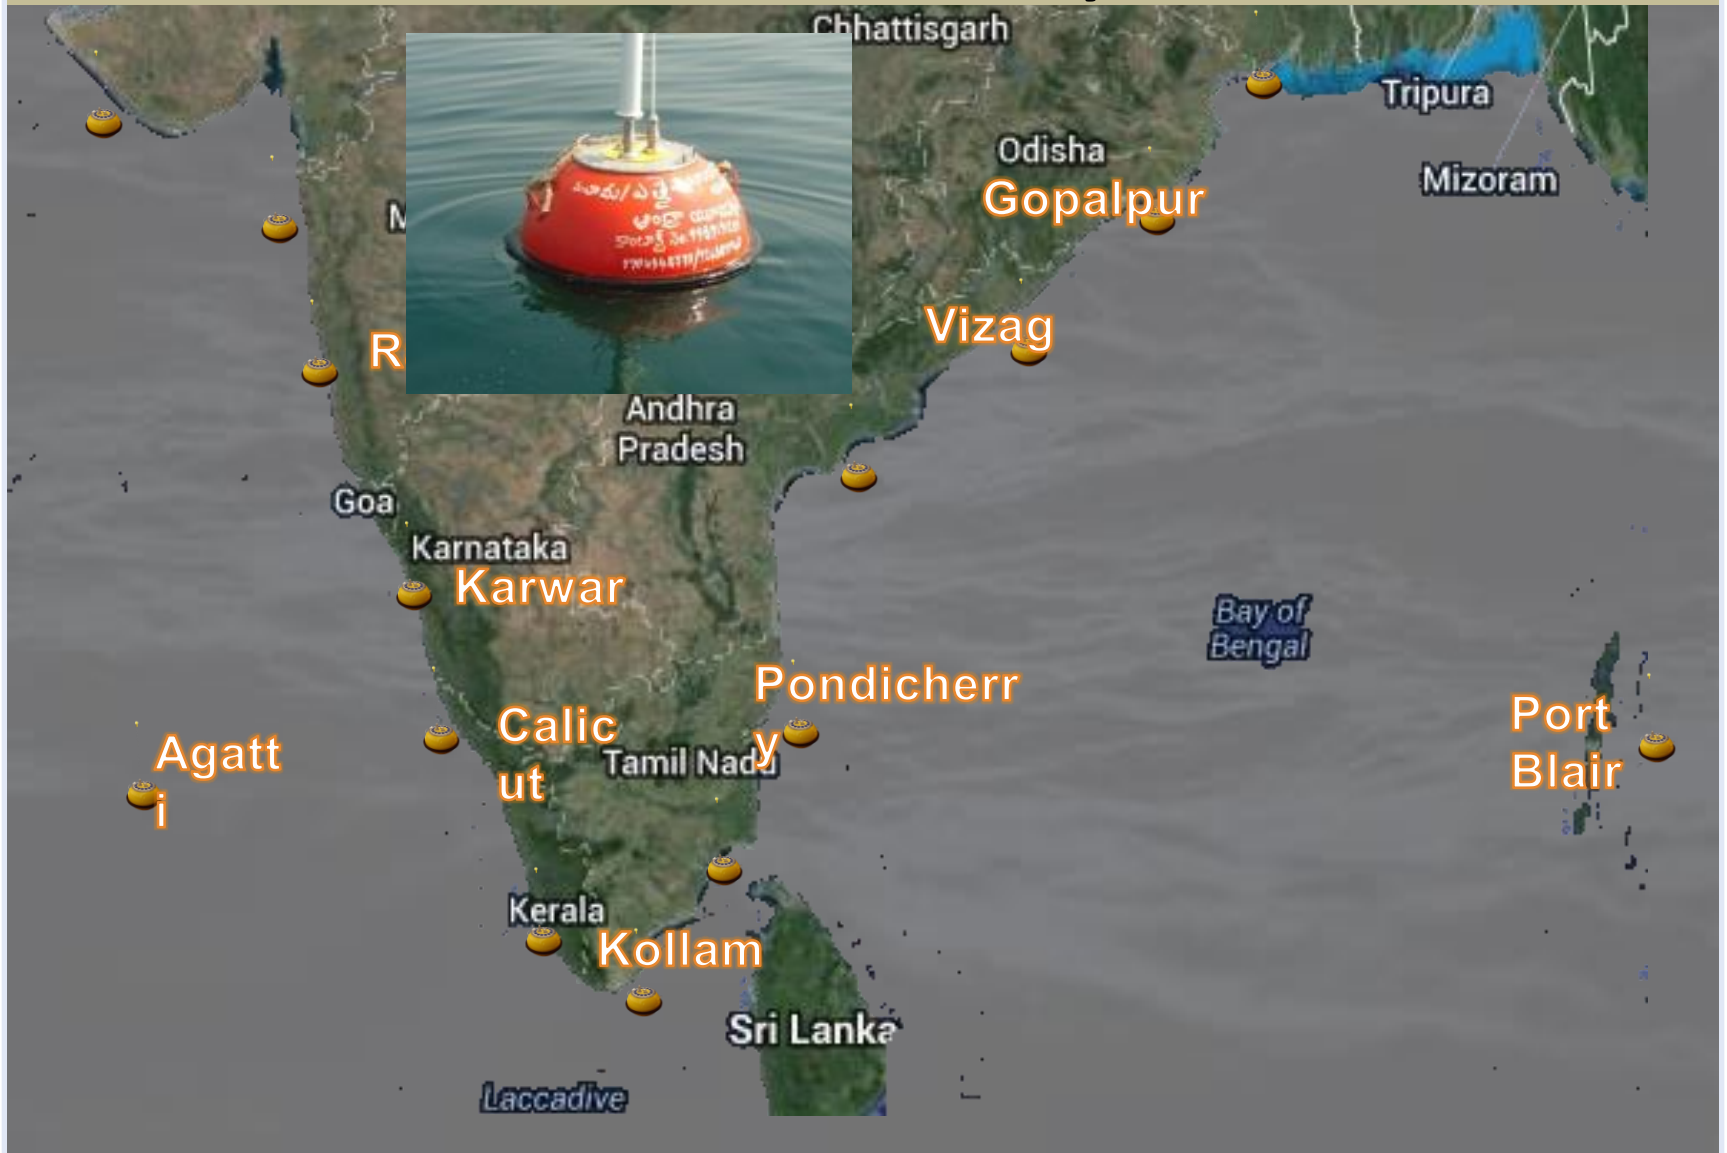 Chhattisgarh
Tripura
Odisha
Mizoram
Gopalpur
M
Vizag
R
Andhra
Pradesh
Goa
Karnataka
Karwar
Bay of
Bengal
Pondicherr
y
Port
Blair
Calic
ut
Agatt
i
Tamil Nadu
Kerala
Kollam
Sri Lanka
Laccadive